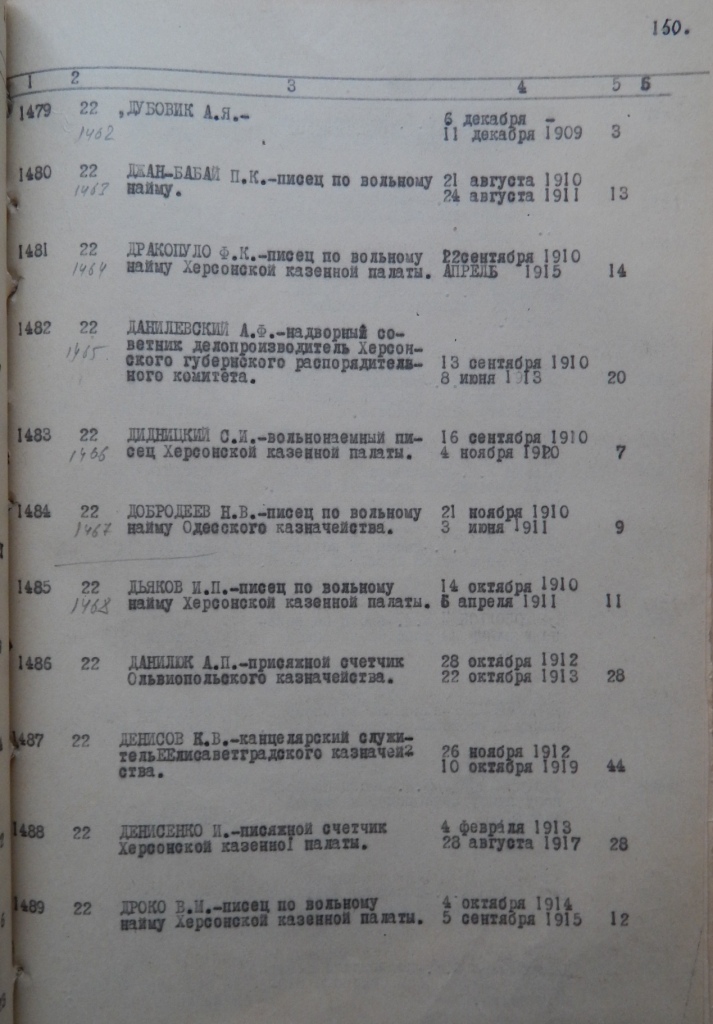 160.
1 2 3 4 5 6
1479 22 ,ДУБОВИК А.Я.- 6 декабря -
1462 11 декабря 1909 3
1480 22 ДЖАН-БАБАЙ П.К.-писец по вольному 21 августа 1910
1463 найму. 24 августа 1911 13
1481 22 ДРАКОПУЛО Ф.К.-писец по вольному 22сентября 1910
1464 найму Херсонской казенной палаты. АПРЕЛЬ 1915 14
1482 22 ДАНИЛЕВСКИЙ А.Ф.-надворный со-
1465 ветник делопроизводитель Херсон-
ского губернского распорядитель- 13 сентября 1910
ного комитета. 8 июня 1913 20
1483 22 ДИДНИЦКИЙ С.И.-вольнонаемный пи- 16 сентября 1910
1466 сец Херсонской казенной палаты. 4 ноября 1910 7
1484 22 ДОБРОДЕЕВ Н.В.-писец по вольному 21 ноября 1910
1467 найму Одесского казначейства. 3 июня 1911 9
1485 22 ДЬЯКОВ И.П.-писец по вольному 14 октября 1910
1468 найму Херсонской казенной палаты. 5 апреля 1911 11
1486 22 ДАНИЛЮК А.П.-присяжной счетчик 28 октября 1912
Ольвиопольского казначейства. 22 октября 1913 28
1487 22 ДЕНИСОВ К.В.-канцелярский служи-
тельЕЕлисаветградского казначей- 26 ноября 1912
ства. 10 октября 1919 44
1488 22 ДЕНИСЕНКО И.-писяжной счетчик 4 февраля 1913
Херсонской казенной палаты. 28 августа 1917 28
1489 22 ДРОКО В.М.-писец по вольному 4 октября 1914
найму Херсонской казенной палаты. 5 сентября 1915 12